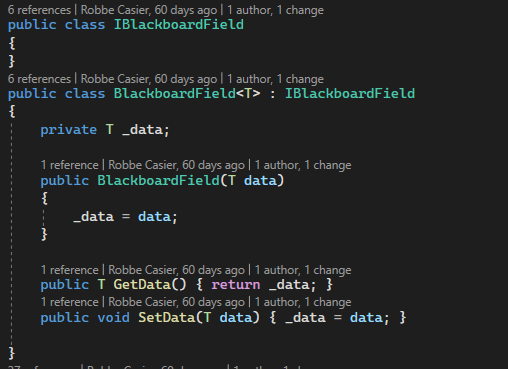 6 references | Robbe Casier, 60 days ago | 1 author, 1 change
public class IBlackboardField
{
}
6 references | Robbe Casier, 60 days ago | 1 author, 1 change
public class BlackboardField<T> : IBlackboardField
{
private T _data;
1 reference | Robbe Casier, 60 days ago | 1 author, 1 change
public BlackboardField(T data)
{
_data = data;
}
1 reference | Robbe Casier, 60 days ago | 1 author, 1 change
public T GetData() { return _data; }
1 reference | Robbe Casier, 60 days ago | 1 author, 1 change
public void SetData(T data) { _data = data; }
}